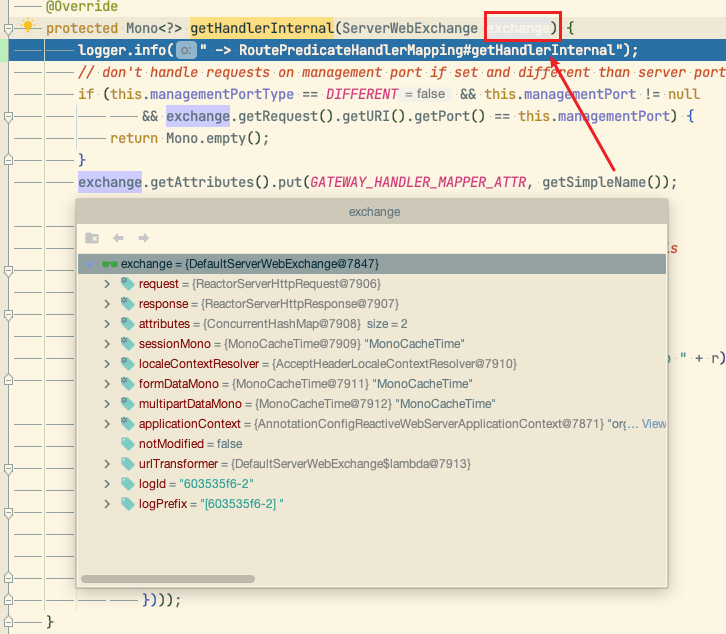 @Override
protected Mono<?> getHandlerInternal(ServerWebExchange exchange) {
logger.info( o: " -> RoutePredicateHandlerMapping#getHandlerInternal");
// don't handle requests on management port if set and different than server port
if (this.managementPortType == DIFFERENT = false && this.managementPort != null
&& exchange.getRequest().getURI().getPort() == this.managementPort) {
return Mono.empty();
}
exchange.getAttributes().put(GATEWAY_HANDLER_MAPPER_ATTR, getSimpleName());
exchange
exchange = {DefaultServerWebExchange@7847}
request = {ReactorServerHttpRequest@7906}
response = {ReactorServerHttpResponse@7907}
attributes = {ConcurrentHashMap@7908} size = 2
sessionMono = {MonoCacheTime@7909} "MonoCacheTime"
localeContextResolver = {AcceptHeaderLocaleContextResolver@7910}
formDataMono = {MonoCacheTime@7911} "MonoCacheTime"
multipartDataMono = {MonoCacheTime@7912} "MonoCacheTime"
" + r)
applicationContext = {AnnotationConfigReactiveWebServerApplicationContext@7871} "org… View
notModified = false
urlTransformer = {DefaultServerWebExchange$lambda@7913}
logId = "603535f6-2"
logPrefix = "[603535f6-2] "
})));
}